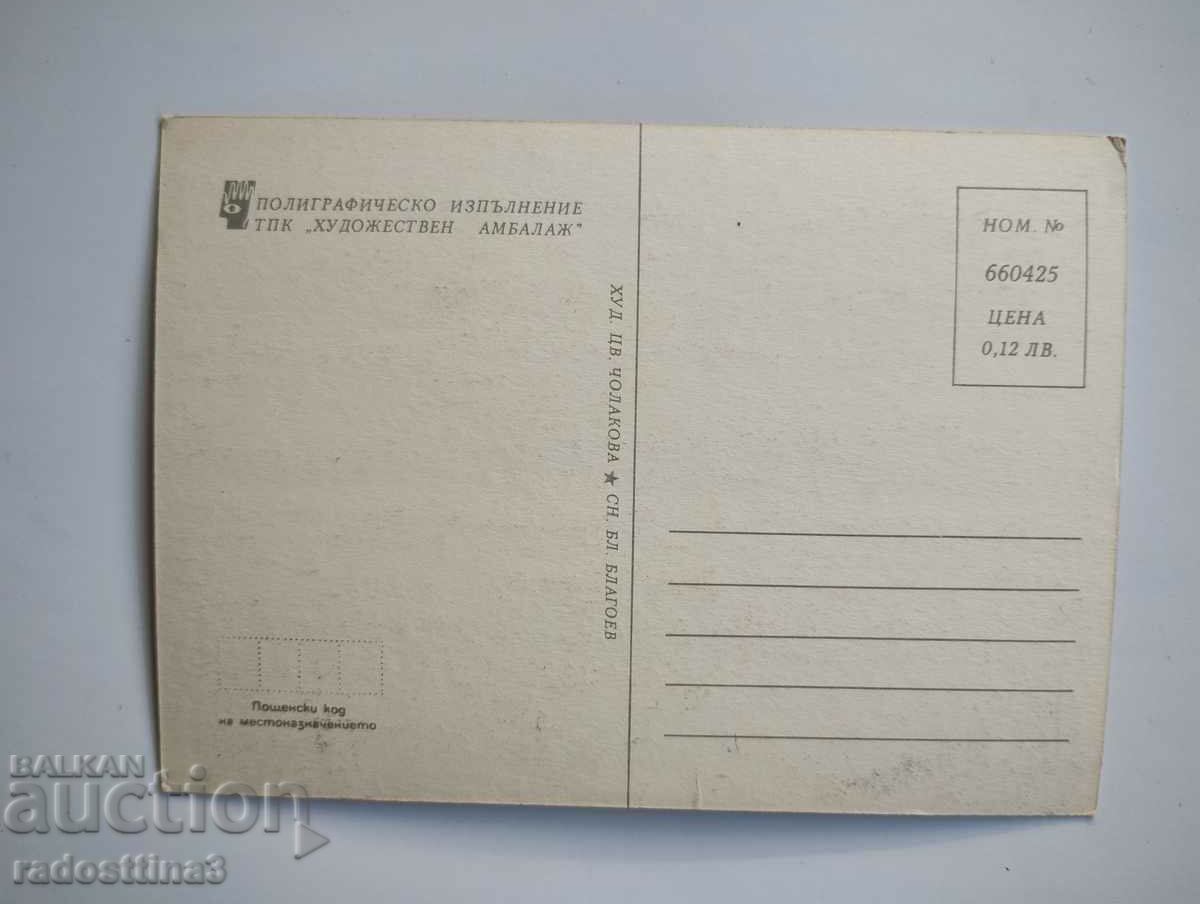 ПОЛИГРАФИЧЕСКО ИЗПЪЛНЕНИЕ
ТПК „ХУДОЖЕСТВЕН АМБАЛАЖ"
ХУД. ЦВ. ЧОЛАКОВА ★ СН. БЛ. БЛАГОЕВ
НОМ. №
660425
ЦЕНА
0,12 ЛВ.
Пощенски код
на местоназначението
BALKAN
auction
radosttina3